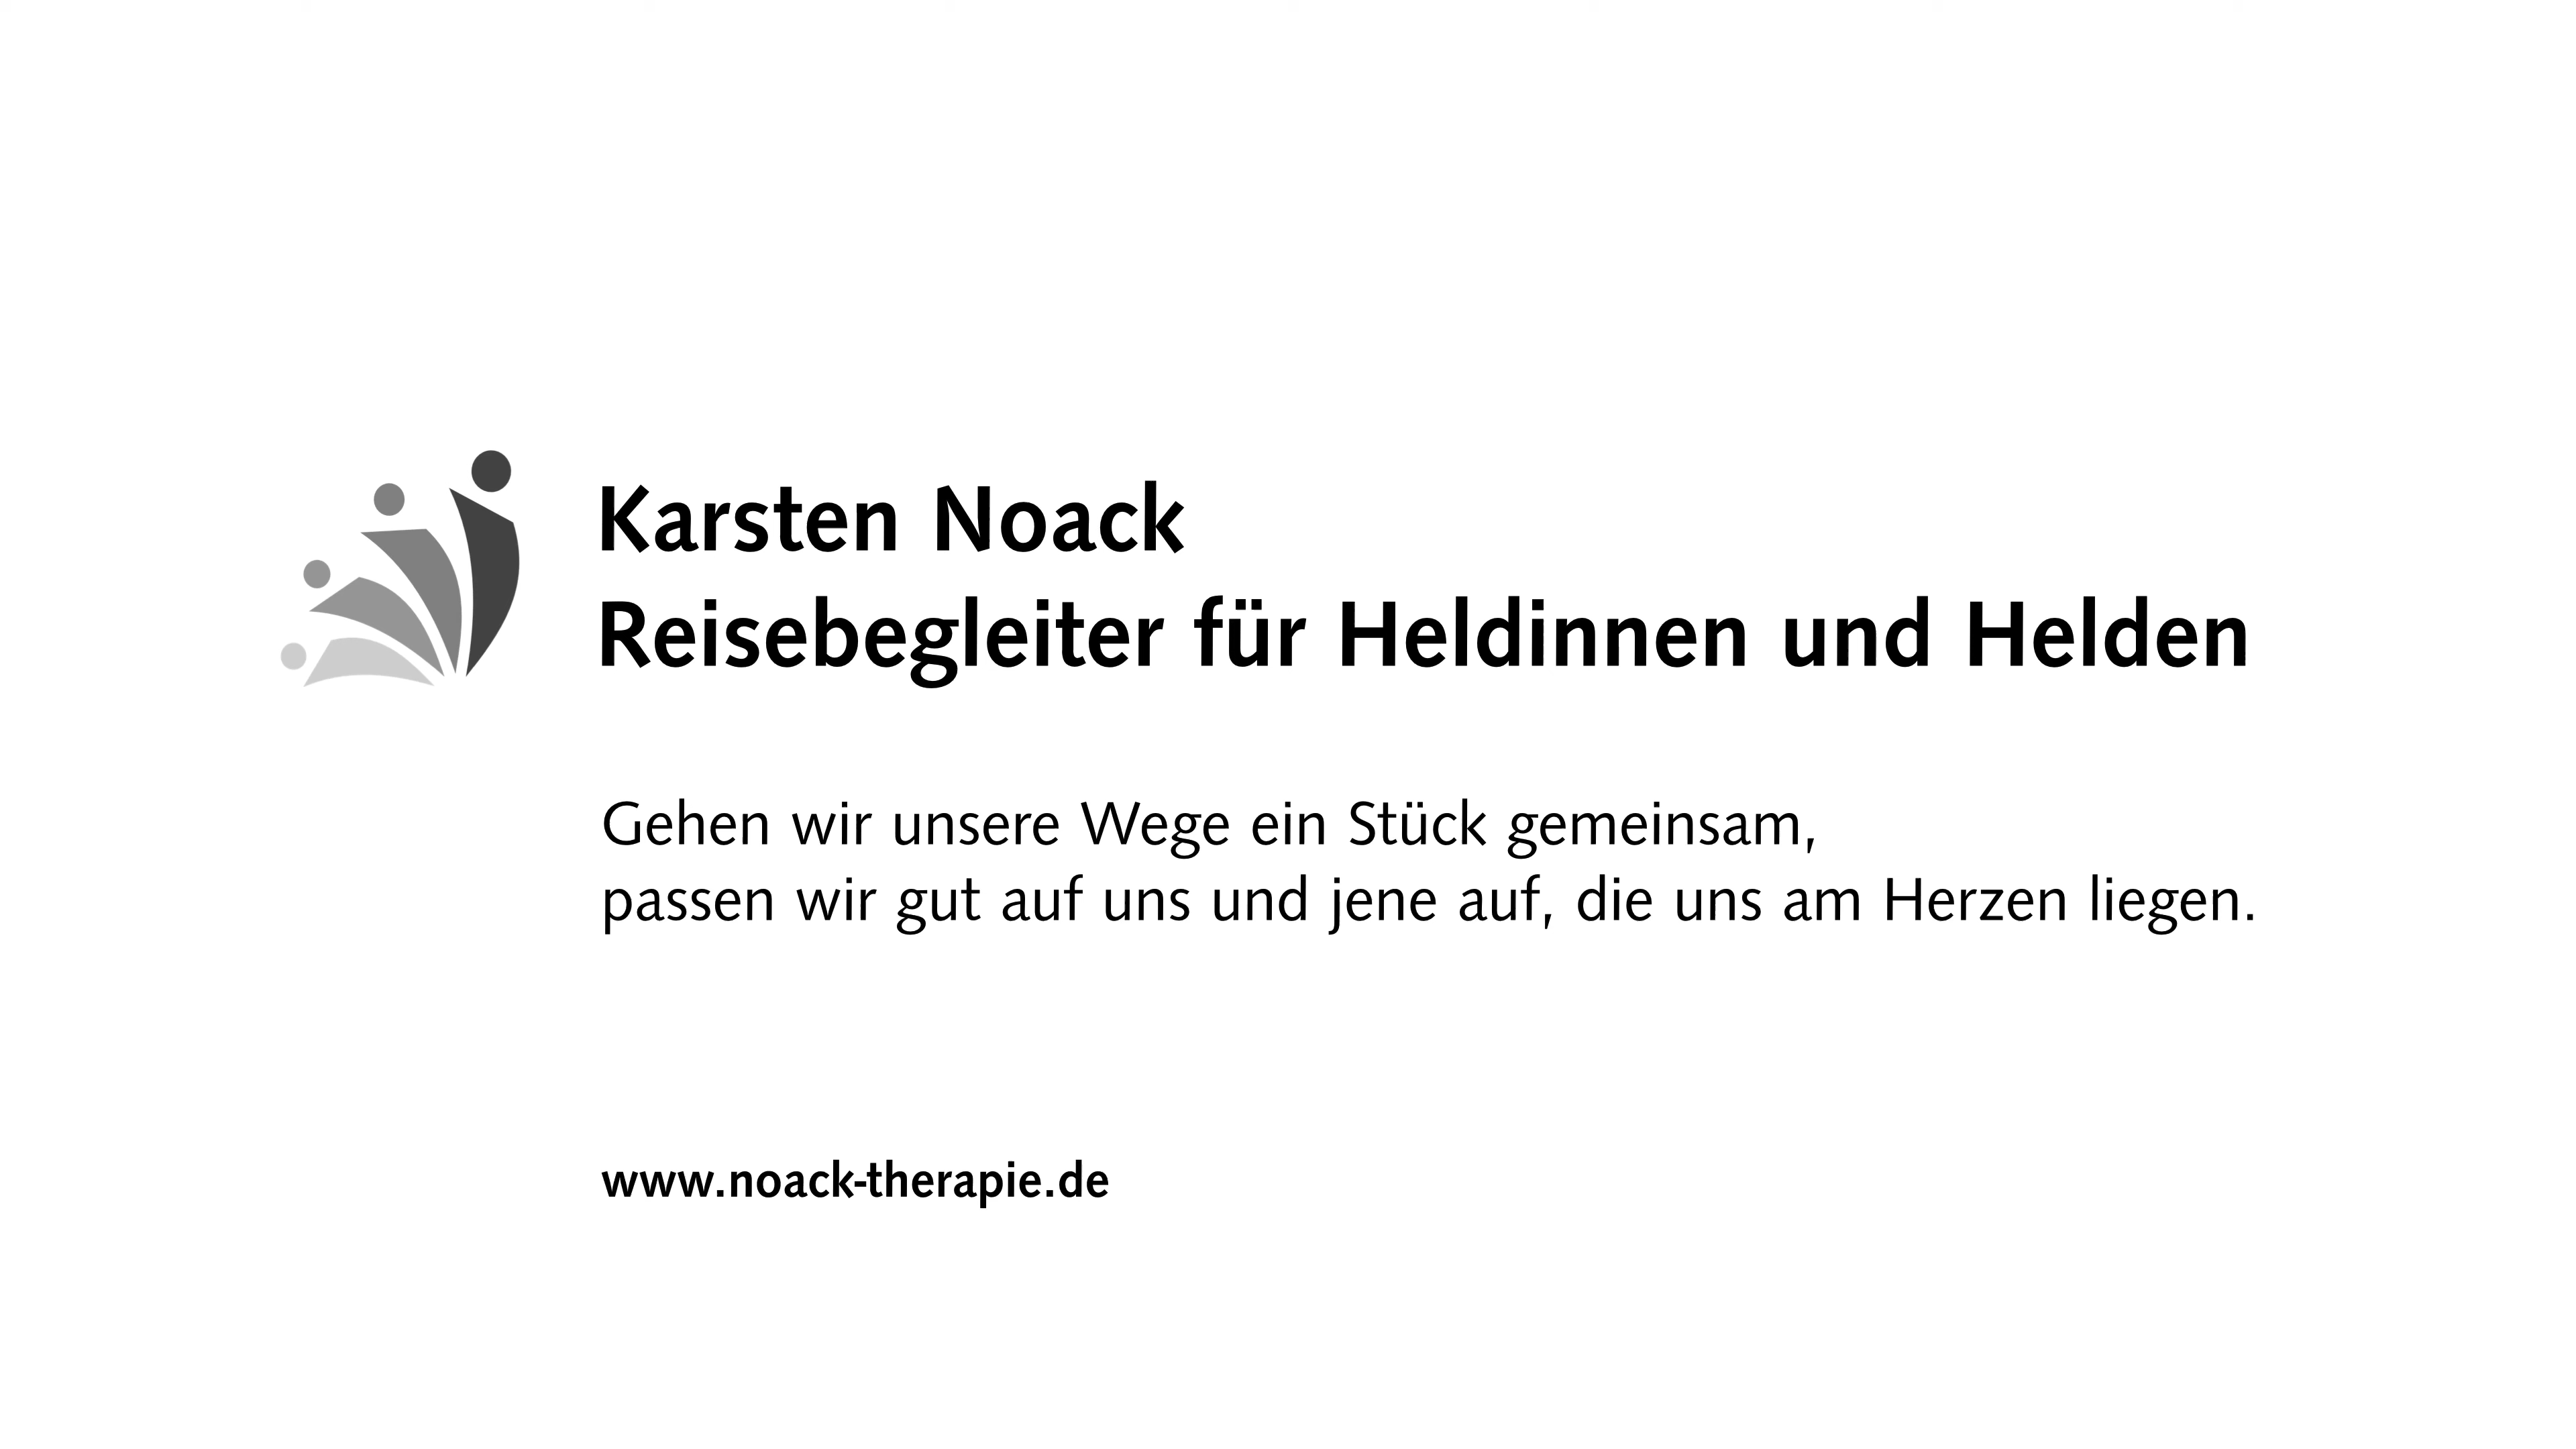 Karsten Noack
Reisebegleiter für Heldinnen und Helden
Gehen wir unsere Wege ein Stück gemeinsam,
passen wir gut auf uns und jene auf, die uns am Herzen liegen.
www.noack-therapie.de